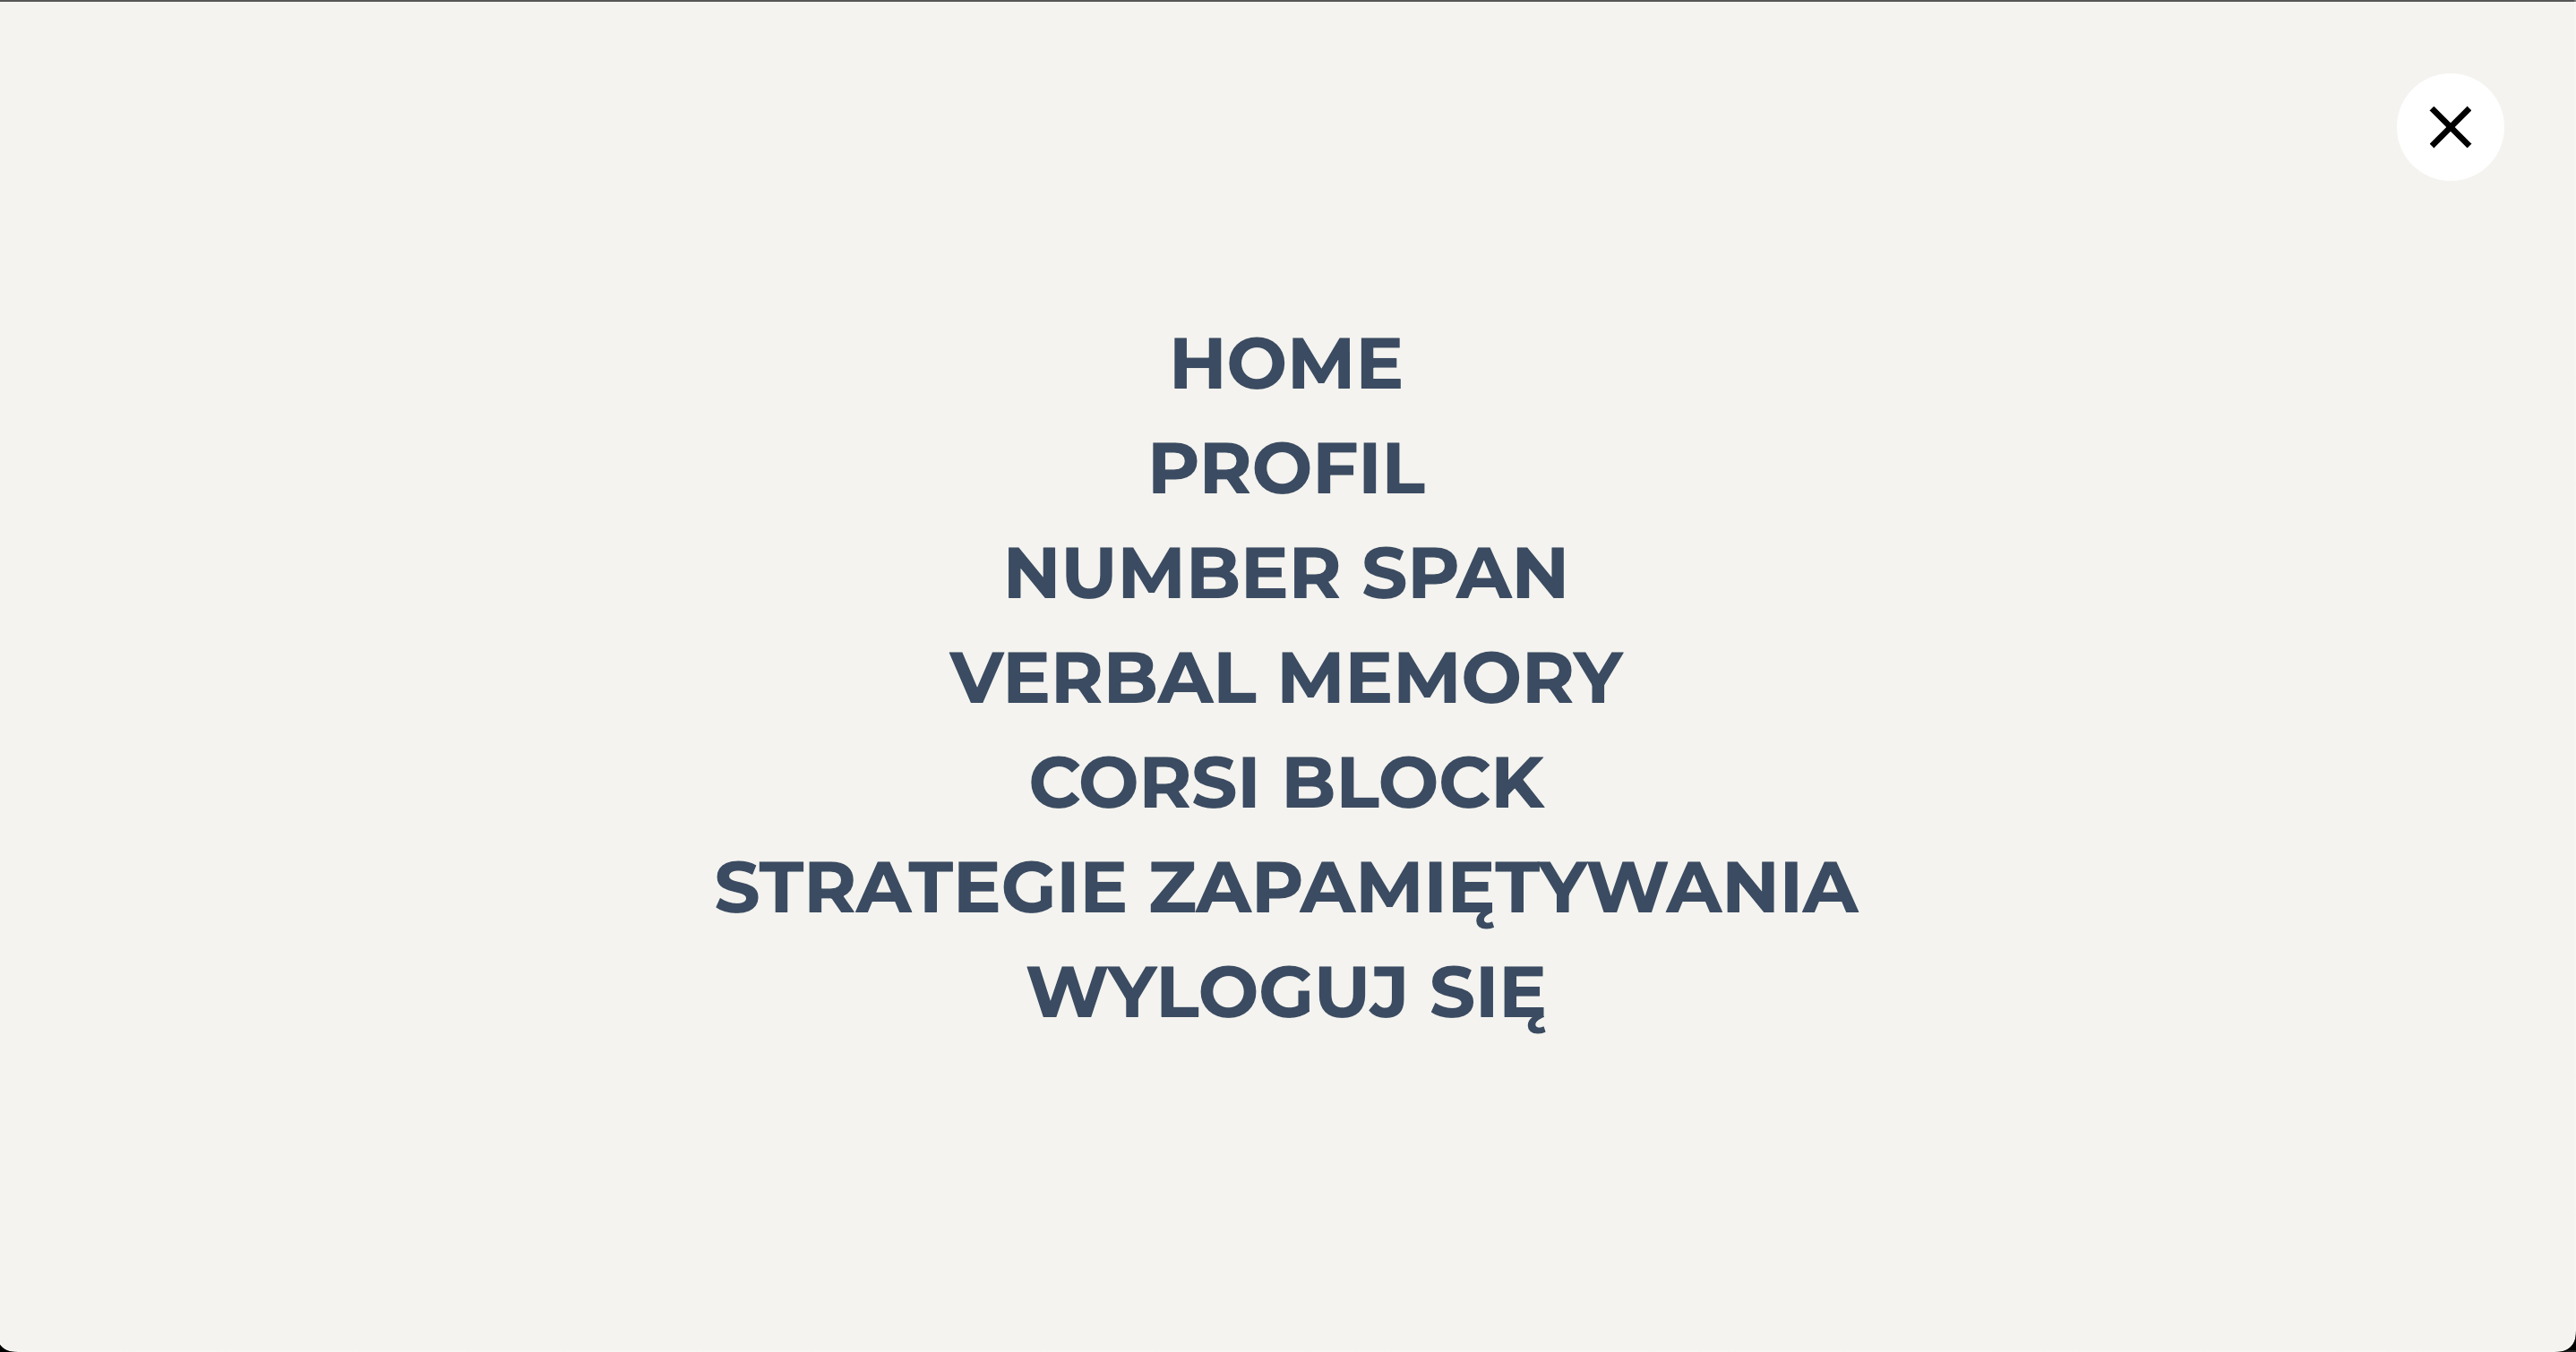 HOME
PROFIL
NUMBER SPAN
VERBAL MEMORY
CORSI BLOCK
STRATEGIE ZAPAMIĘTYWANIA
WYLOGUJ SIĘ